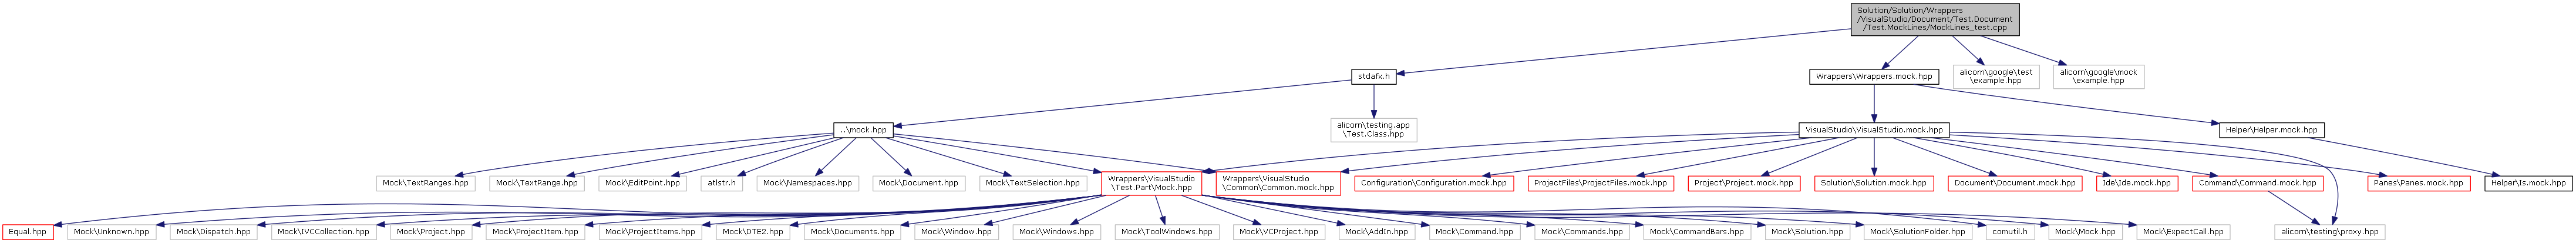 Solution/Solution/Wrappers
/VisualStudio/Document/Test.Document
/Test.MockLines/MockLines_test.cpp
stdafx.h
Wrappers\Wrappers.mock.hpp
alicorn\google\test
\example.hpp
alicorn\google\mock
\example.hpp
..\mock.hpp
alicorn\testing.app
\Test.Class.hpp
VisualStudio\VisualStudio.mock.hpp
Helper\Helper.mock.hpp
Mock\TextRanges.hpp
Mock\TextRange.hpp
Mock\EditPoint.hpp
atlstr.h
Mock\Namespaces.hpp
Mock\Document.hpp
Mock\TextSelection.hpp
Wrappers\VisualStudio
\Test.Part\Mock.hpp
Wrappers\VisualStudio
\Common\Common.mock.hpp
Configuration\Configuration.mock.hpp
ProjectFiles\ProjectFiles.mock.hpp
Project\Project.mock.hpp
Solution\Solution.mock.hpp
Document\Document.mock.hpp
Ide\Ide.mock.hpp
Command\Command.mock.hpp
Panes\Panes.mock.hpp
Helper\Is.mock.hpp
Equal.hpp
Mock\Unknown.hpp
Mock\Dispatch.hpp
Mock\IVCCollection.hpp
Mock\Project.hpp
Mock\ProjectItem.hpp
Mock\ProjectItems.hpp
Mock\DTE2.hpp
Mock\Documents.hpp
Mock\Window.hpp
Mock\Windows.hpp
Mock\ToolWindows.hpp
Mock\VCProject.hpp
Mock\AddIn.hpp
Mock\Command.hpp
Mock\Commands.hpp
Mock\CommandBars.hpp
Mock\Solution.hpp
Mock\SolutionFolder.hpp
comutil.h
Mock\Mock.hpp
Mock\ExpectCall.hpp
alicorn\testing\proxy.hpp